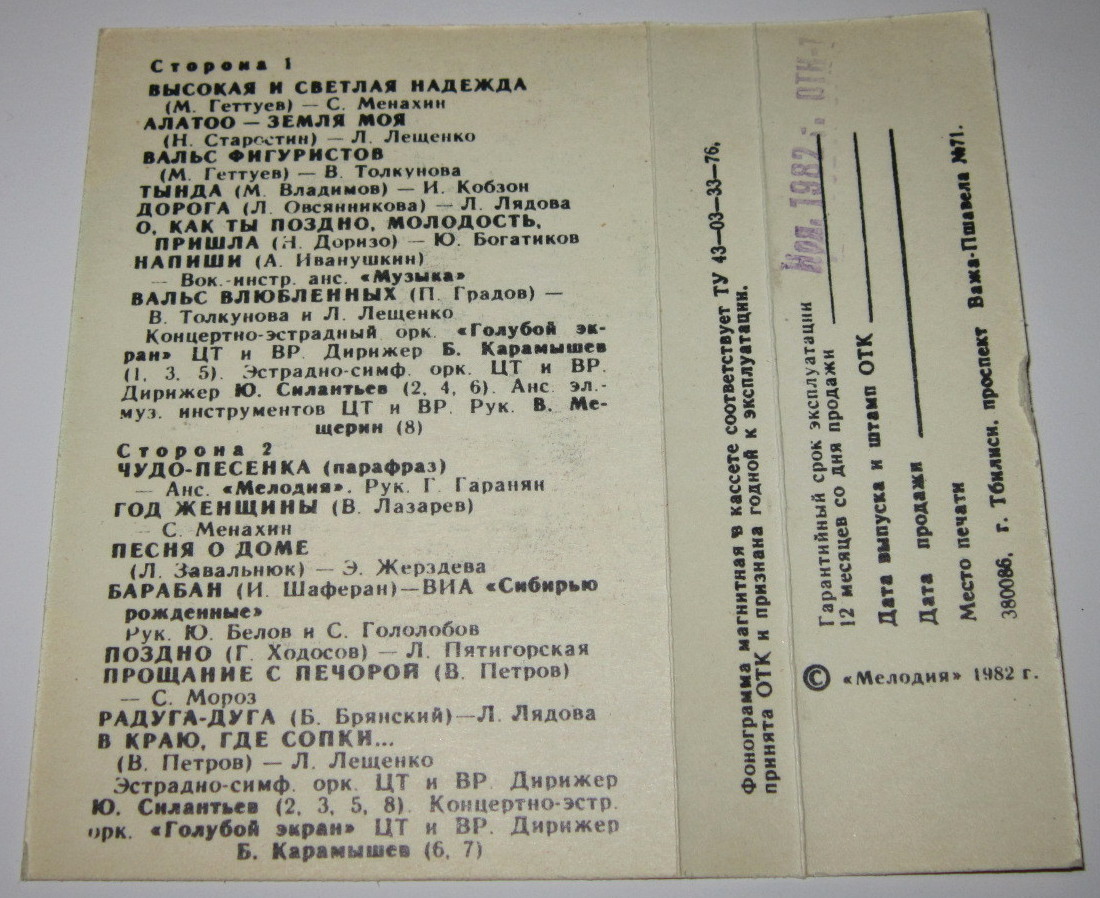 Сторона 1
ВЫСОКАЯ И СВЕТЛАЯ НАДЕЖДА
(М. Геттуев) — С. Менахин
АЛАТОО — ЗЕМЛЯ МОЯ
(Н. Старостин) — Л. Лещенко
ВАЛЬС ФИГУРИСТОВ
(М. Геттуев) — В. Толкунова
ТЫНДА (М. Владимов) — И. Кобзон
ДОРОГА (Л. Овсянникова) — Л. Лядова
О, КАК ТЫ ПОЗДНО, МОЛОДОСТЬ,
ПРИШЛА (Н. Доризо) — Ю. Богатиков
НАПИШИ (А. Иванушкин)
— Вок.-инстр. анс. «Музыка»
ВАЛЬС ВЛЮБЛЕННЫХ (П. Градов) —
В. Толкунова и Л. Лещенко
Концертно-эстрадный орк. «Голубой эк-
ран» ЦТ и ВР. Дирижер Б. Карамышев
(1, 3, 5). Эстрадно-симф. орк. ЦТ и ВР.
Дирижер Ю. Силантьев (2, 4, 6). Анс. эл.-
муз. инструментов ЦТ и ВР. Рук. В. Ме-
щерин (8)
Сторона 2
ЧУДО-ПЕСЕНКА (парафраз)
— Анс. «Мелодия». Рук. Г. Гаранян
ГОД ЖЕНЩИНЫ (В. Лазарев)
— С. Менахин
ПЕСНЯ О ДОМЕ
(Л. Завальнюк) — Э. Жерздева
БАРАБАН (И. Шаферан)—ВИА «Сибирью
рожденные»
Рук. Ю. Белов и С. Гололобов
ПОЗДНО (Г. Ходосов) — Л. Пятигорская
ПРОЩАНИЕ С ПЕЧОРОЙ (В. Петров)
— С. Мороз
РАДУГА-ДУГА (Б. Брянский)—Л. Лядова
В КРАЮ, ГДЕ СОПКИ...
(В. Петров) — Л. Лещенко
Эстрадно-симф. орк. ЦТ и ВР. Дирижер
Ю. Силантьев (2, 3, 5, 8). Концертно-эстр.
орк. «Голубой экран» ЦТ и ВР. Дирижер
Б. Карамышев (6, 7)
Фонограмма магнитная в кассете соответствует ТУ 43—03—33—76,
принята ОТК и признана годной к эксплуатации.
Гарантийный срок эксплуатации
12 месяцев со дня продажи
Дата выпуска и штамп ОТК
Дата продажи
Место печати
380086, г. Тбилиси, проспект Важа-Пшавела №71.
1982 г. ОТК-
© «Мелодия» 1982 г.